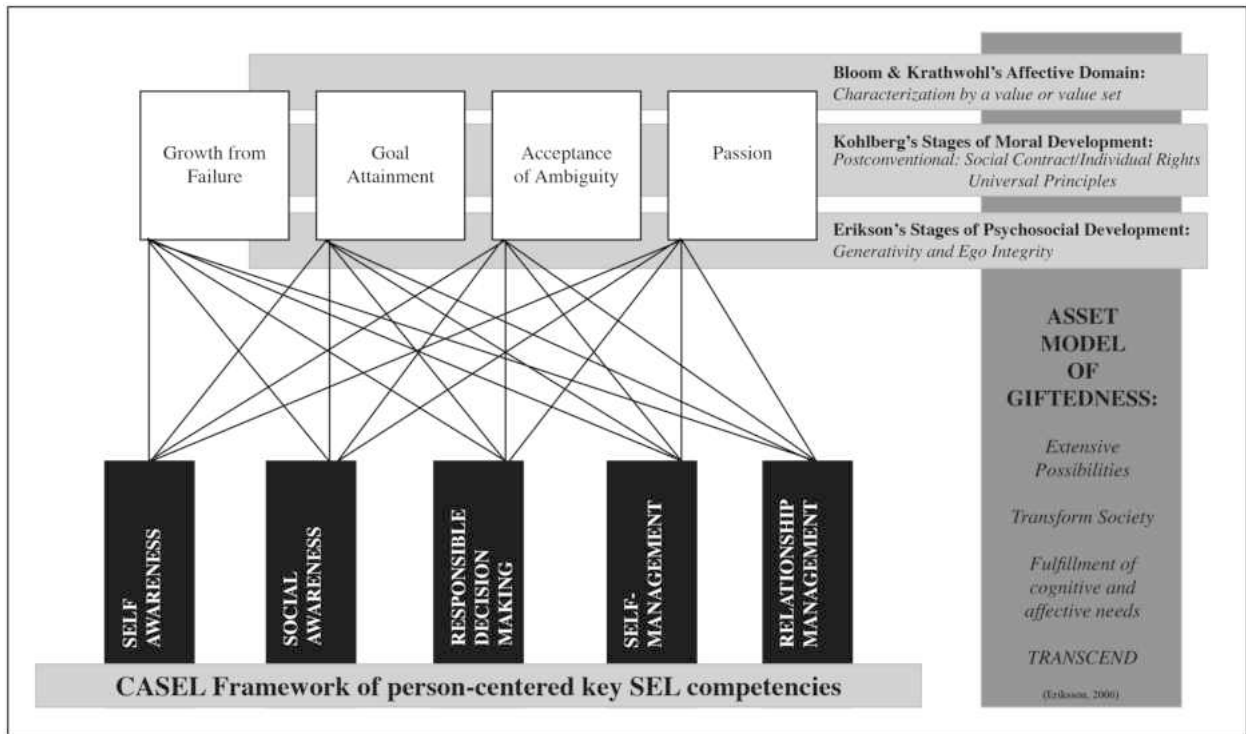 Bloom & Krathwohl's Affective Domain:
Characterization by a value or value set
Growth from
Failure
Goal
Attainment
Acceptance
of Ambiguity
Passion
Kohlberg's Stages of Moral Development:
Postconventional: Social Contract/Individual Rights
Universal Principles
Erikson's Stages of Psychosocial Development:
Generativity and Ego Integrity
ASSET
MODEL
OF
GIFTEDNESS:
Extensive
Possibilities
Transform Society
Fulfillment of
cognitive and
affective needs
TRANSCEND
(Eriksson, 2006)
SELF
AWARENESS
SOCIAL
AWARENESS
RESPONSIBLE
DECISION
MAKING
SELF-
MANAGEMENT
RELATIONSHIP
MANAGEMENT
CASEL Framework of person-centered key SEL competencies